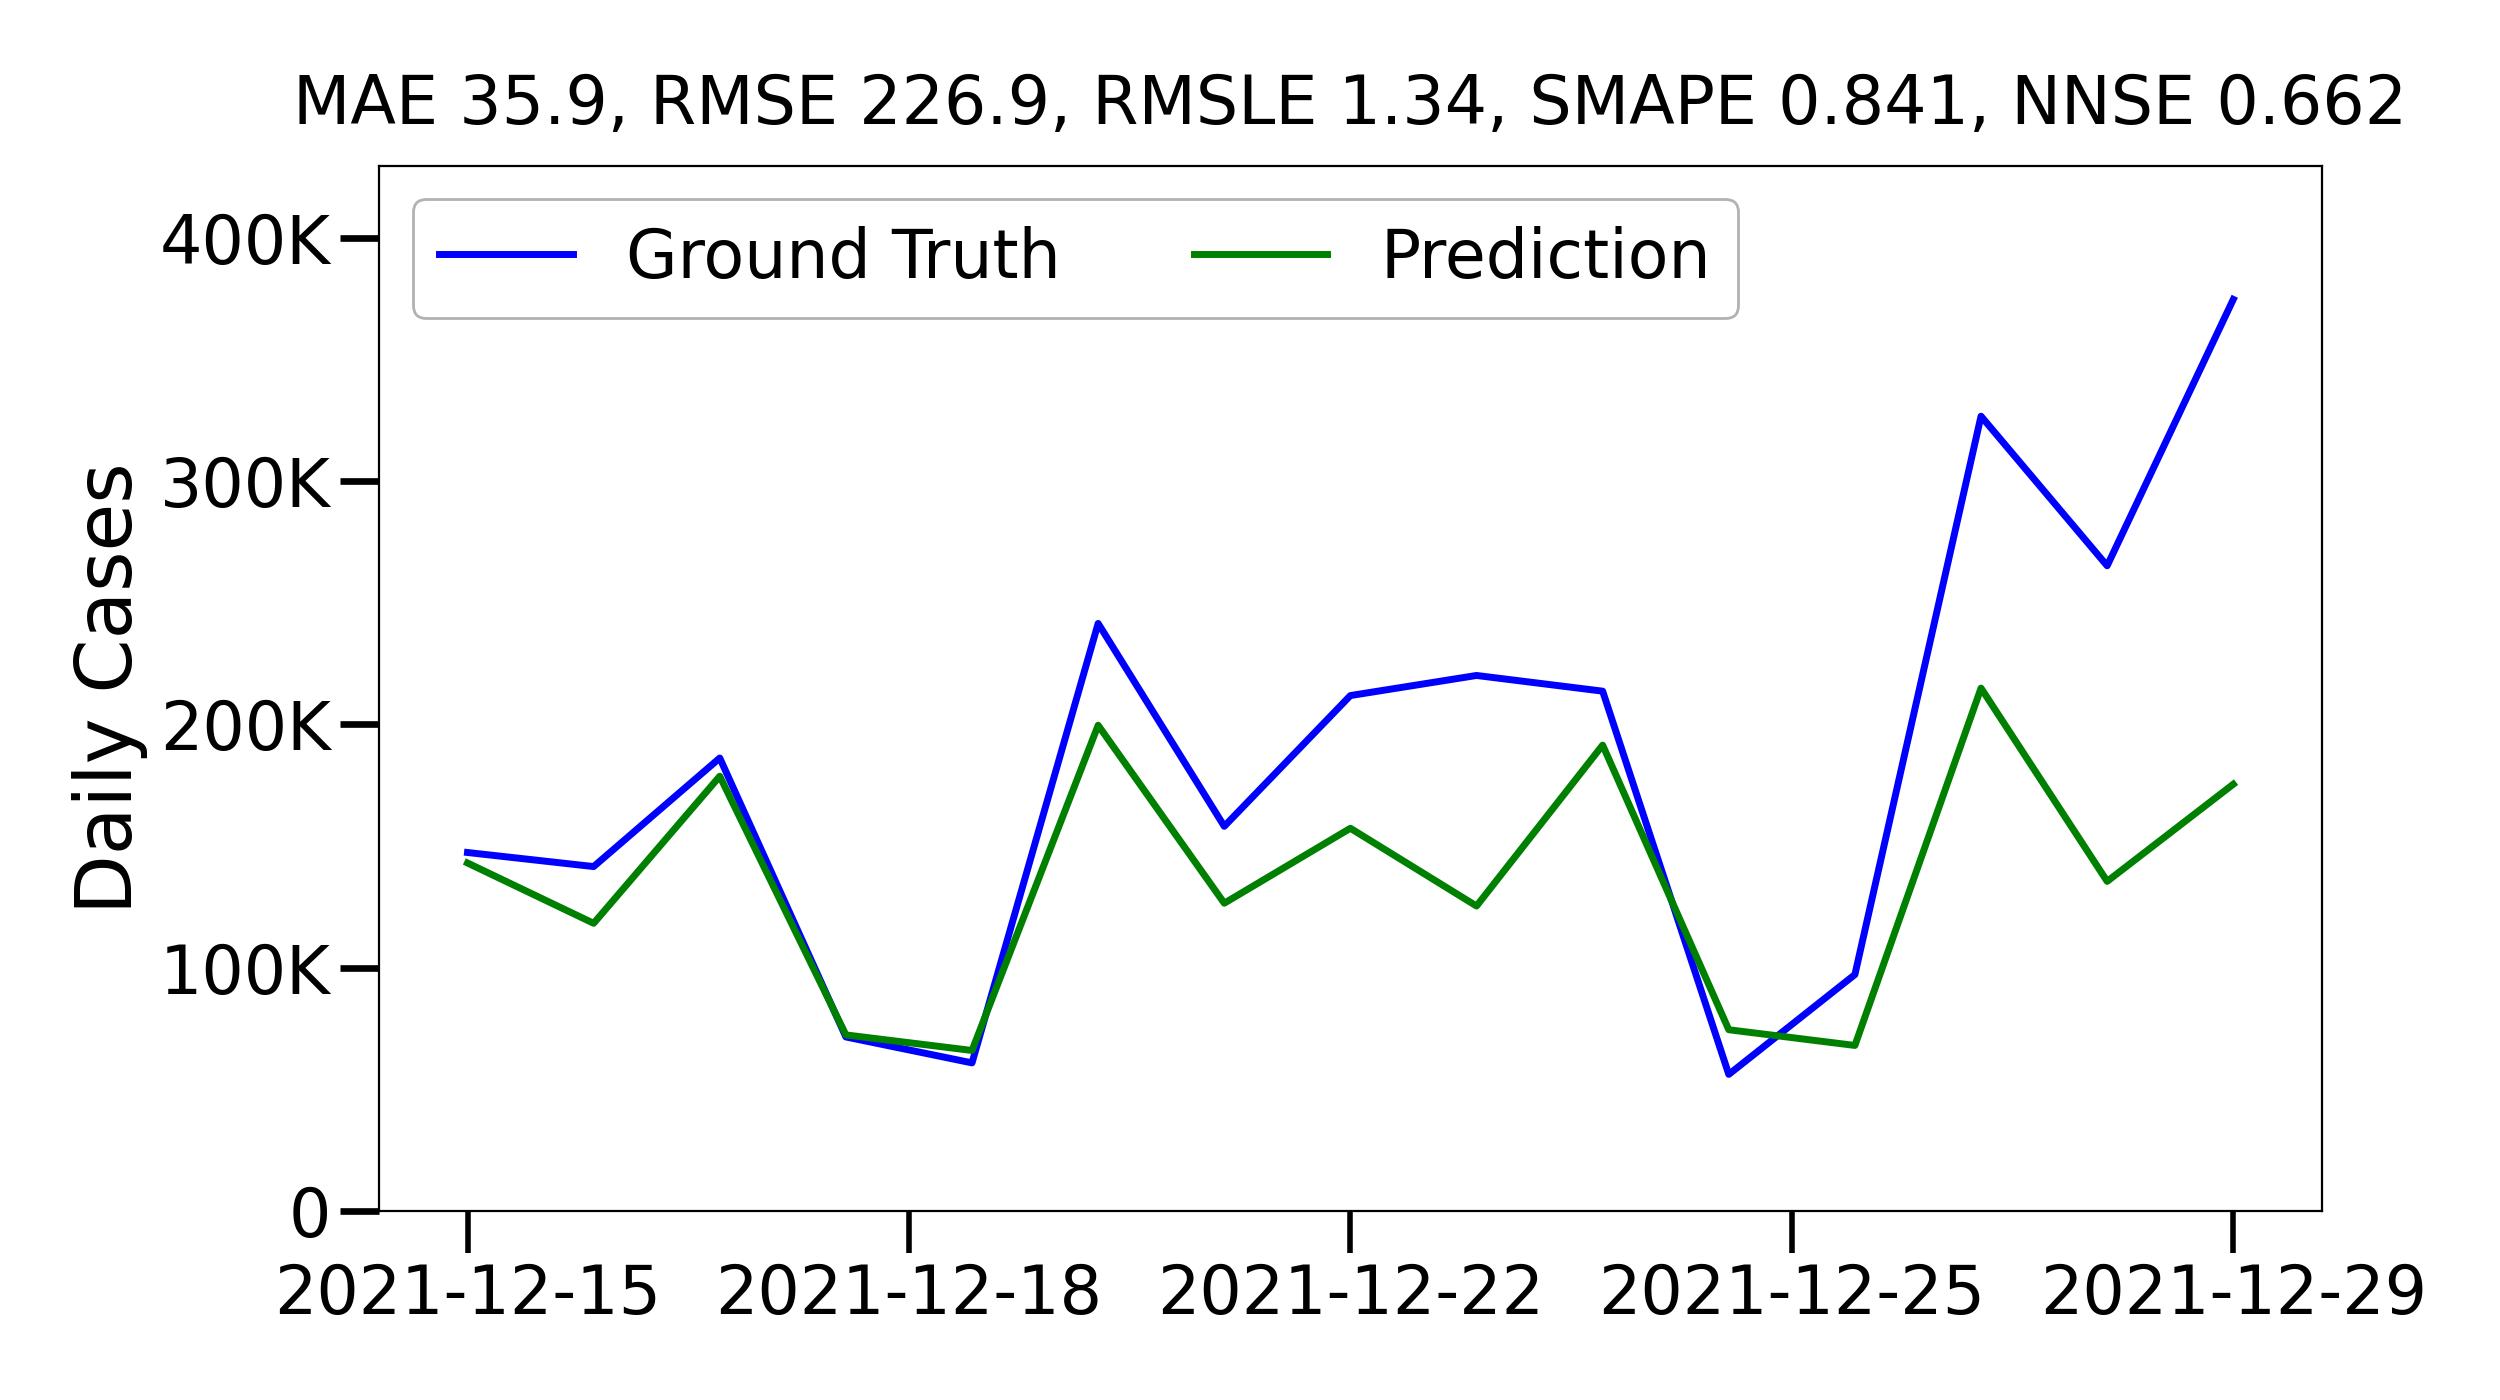 MAE 35.9, RMSE 226.9, RMSLE 1.34, SMAPE 0.841, NNSE 0.662
Ground Truth
Prediction
Daily Cases
400K
300K
200K
100K
0
2021-12-15
2021-12-18
2021-12-22
2021-12-25
2021-12-29